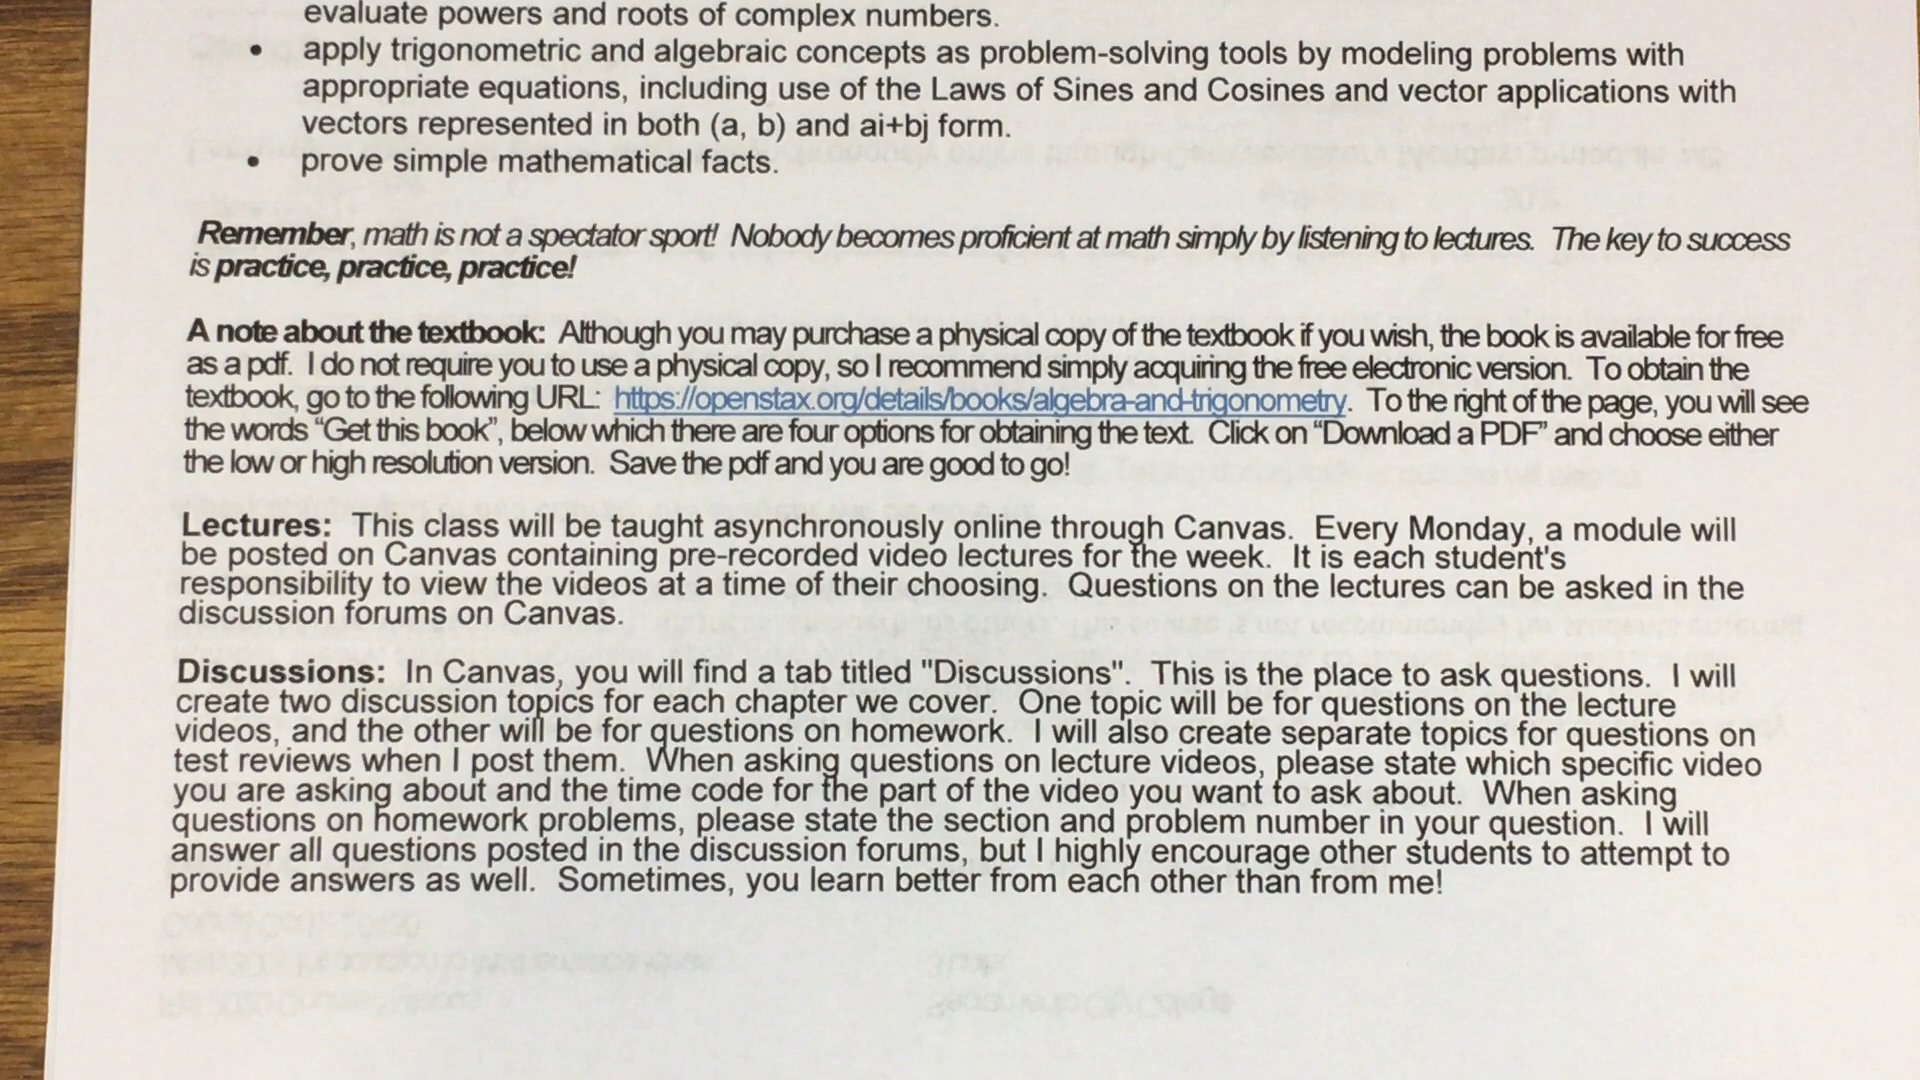 evaluate powers and roots of complex numbers.
• apply trigonometric and algebraic concepts as problem-solving tools by modeling problems with
appropriate equations, including use of the Laws of Sines and Cosines and vector applications with
vectors represented in both (a, b) and ai+bj form.
• prove simple mathematical facts.
Remember, math is not a spectator sport!  Nobody becomes proficient at math simply by listening to lectures.  The key to success
is practice, practice, practice!
A note about the textbook:  Although you may purchase a physical copy of the textbook if you wish, the book is available for free
as a pdf.  I do not require you to use a physical copy, so I recommend simply acquiring the free electronic version.  To obtain the
textbook, go to the following URL:  https://openstax.org/details/books/algebra-and-trigonometry.  To the right of the page, you will see
the words “Get this book”, below which there are four options for obtaining the text.  Click on “Download a PDF” and choose either
the low or high resolution version.  Save the pdf and you are good to go!
Lectures:  This class will be taught asynchronously online through Canvas.  Every Monday, a module will
be posted on Canvas containing pre-recorded video lectures for the week.  It is each student's
responsibility to view the videos at a time of their choosing.  Questions on the lectures can be asked in the
discussion forums on Canvas.
Discussions:  In Canvas, you will find a tab titled "Discussions".  This is the place to ask questions.  I will
create two discussion topics for each chapter we cover.  One topic will be for questions on the lecture
videos, and the other will be for questions on homework.  I will also create separate topics for questions on
test reviews when I post them.  When asking questions on lecture videos, please state which specific video
you are asking about and the time code for the part of the video you want to ask about.  When asking
questions on homework problems, please state the section and problem number in your question.  I will
answer all questions posted in the discussion forums, but I highly encourage other students to attempt to
provide answers as well.  Sometimes, you learn better from each other than from me!